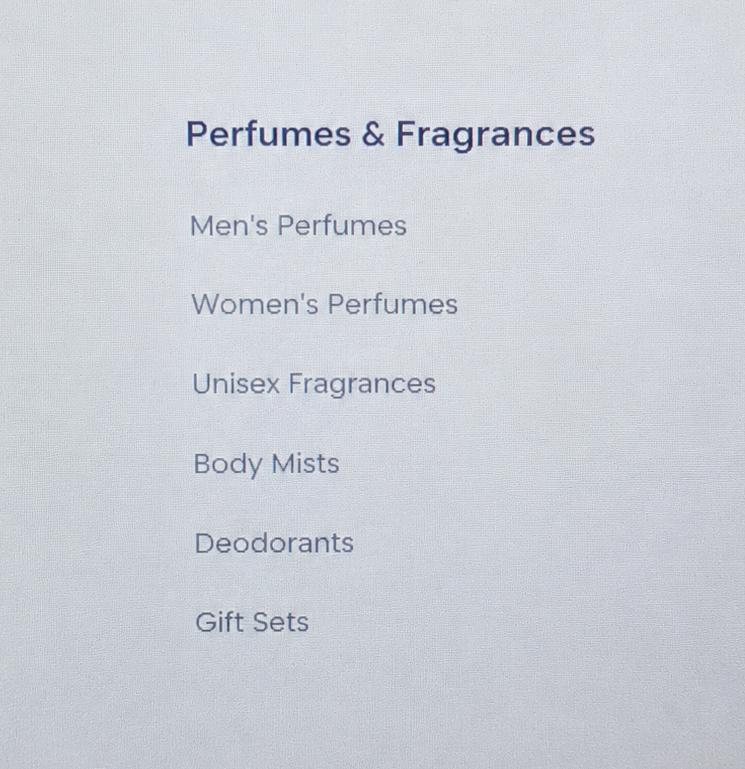 Perfumes & Fragrances
Men's Perfumes
Women's Perfumes
Unisex Fragrances
Body Mists
Deodorants
Gift Sets